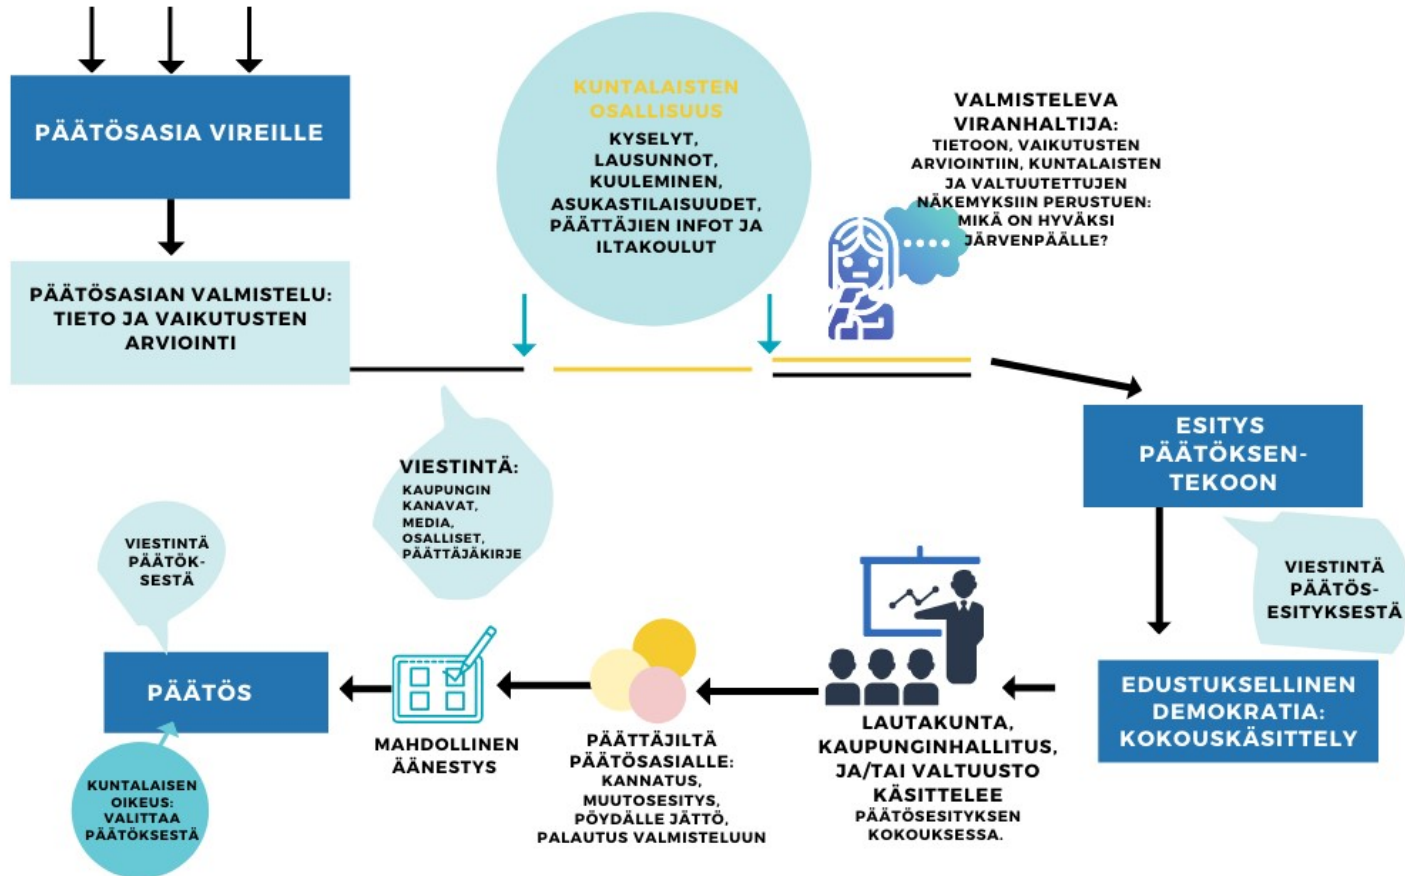 PÄÄTÖSASIA VIREILLE
PÄÄTÖSASIAN VALMISTELU:
TIETO JA VAIKUTUSTEN
ARVIOINTI
KUNTALAISTEN
OSALLISUUS
KYSELYT,
LAUSUNNOT,
KUULEMINEN,
ASUKASTILAISUUDET,
PÄÄTTÄJIEN INFOT JA
ILTAKOULUT
VALMISTELEVA
VIRANHALTIJA:
TIETOON, VAIKUTUSTEN
ARVIOINTIIN, KUNTALAISTEN
JA VALTUUTETTUJEN
NÄKEMYKSIIN PERUSTUEN:
MIKÄ ON HYVÄKSI
JÄRVENPÄÄLLE?
VIESTINTÄ:
KAUPUNGIN
KANAVAT,
MEDIA,
OSALLISET,
PÄÄTTÄJÄKIRJE
ESITYS
PÄÄTÖKSEN-
TEKOON
VIESTINTÄ
PÄÄTÖS-
ESITYKSESTÄ
EDUSTUKSELLINEN
DEMOKRATIA:
KOKOUSKÄSITTELY
LAUTAKUNTA,
KAUPUNGINHALLITUS,
JA/TAI VALTUUSTO
KÄSITTELEE
PÄÄTÖSESITYKSEN
KOKOUKSESSA.
PÄÄTTÄJILTÄ
PÄÄTÖSASIALLE:
KANNATUS,
MUUTOSESITYS,
PÖYDÄLLE JÄTTÖ,
PALAUTUS VALMISTELUUN
MAHDOLLINEN
ÄÄNESTYS
VIESTINTÄ
PÄÄTÖK-
SESTÄ
PÄÄTÖS
KUNTALAISEN
OIKEUS:
VALITTAA
PÄÄTÖKSESTÄ